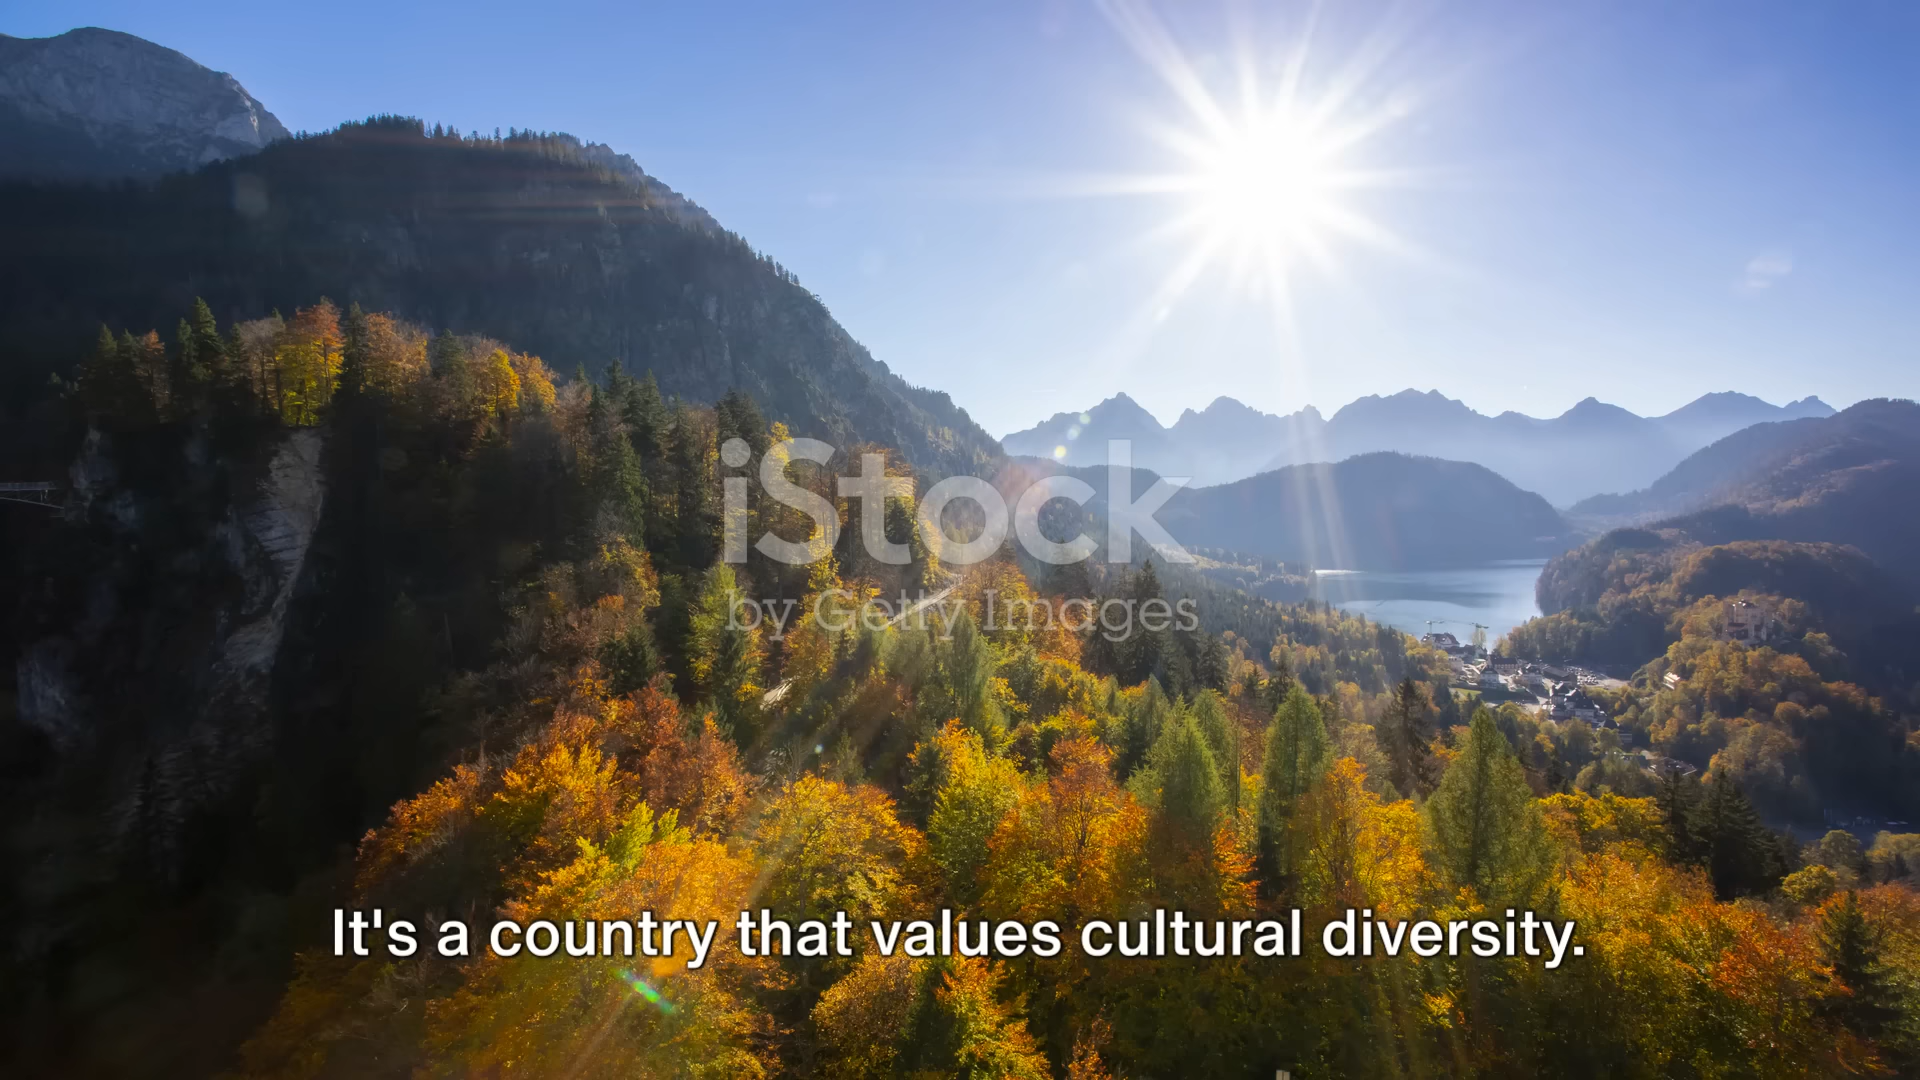 iStock
by Getty Images
It's a country that values cultural diversity.